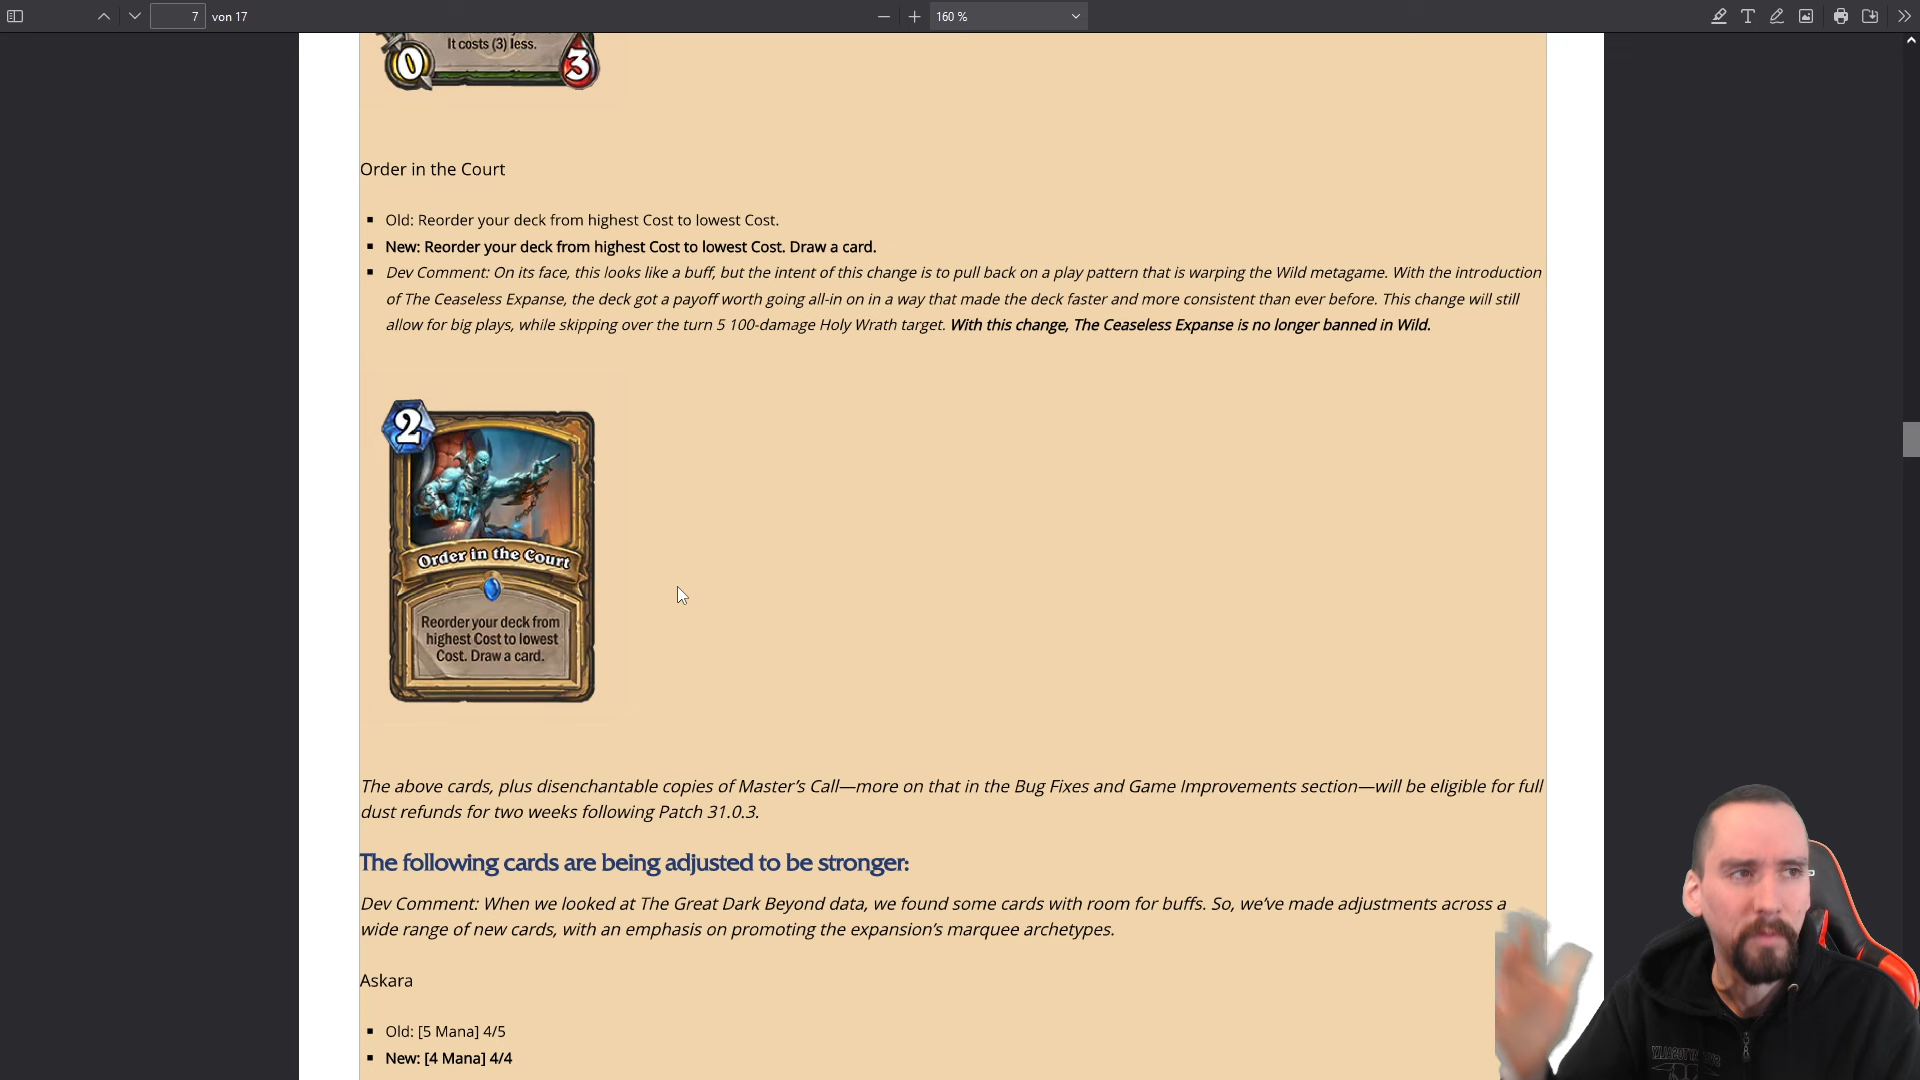 7 von 17
160 %
It costs (3) less.
0
3
Order in the Court
Old: Reorder your deck from highest Cost to lowest Cost.
New: Reorder your deck from highest Cost to lowest Cost. Draw a card.
Dev Comment: On its face, this looks like a buff, but the intent of this change is to pull back on a play pattern that is warping the Wild metagame. With the introduction
of The Ceaseless Expanse, the deck got a payoff worth going all-in on in a way that made the deck faster and more consistent than ever before. This change will still
allow for big plays, while skipping over the turn 5 100-damage Holy Wrath target. With this change, The Ceaseless Expanse is no longer banned in Wild.
2
Order in the Court
Reorder your deck from
highest Cost to lowest
Cost. Draw a card.
The above cards, plus disenchantable copies of Master’s Call—more on that in the Bug Fixes and Game Improvements section—will be eligible for full
dust refunds for two weeks following Patch 31.0.3.
The following cards are being adjusted to be stronger:
Dev Comment: When we looked at The Great Dark Beyond data, we found some cards with room for buffs. So, we’ve made adjustments across a
wide range of new cards, with an emphasis on promoting the expansion’s marquee archetypes.
Askara
Old: [5 Mana] 4/5
New: [4 Mana] 4/4